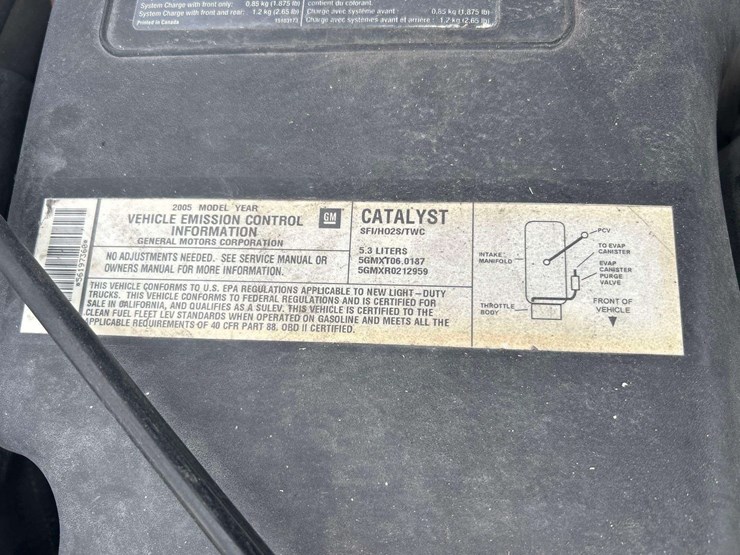 System Charge with front only: 0.85 kg (1.875 lb)
System Charge with front and rear: 1.2 kg (2.65 lb)
Printed in Canada
contient du colorant.
Charge avec système avant 0.85 kg (1.875 lb)
Charge avec systèmes avant et arrière 1.2 kg (2.65 lb)
2005 MODEL YEAR
VEHICLE EMISSION CONTROL
INFORMATION
GENERAL MOTORS CORPORATION
GM
NO ADJUSTMENTS NEEDED. SEE SERVICE MANUAL OR
OWNERS MANUAL FOR MORE INFORMATION.
CATALYST
SFI/HO2S/TWC
5.3 LITERS
5GMXT06.0187
5GMXR0212959
THIS VEHICLE CONFORMS TO U.S. EPA REGULATIONS APPLICABLE TO NEW LIGHT-DUTY
TRUCKS. THIS VEHICLE CONFORMS TO FEDERAL REGULATIONS AND IS CERTIFIED FOR
SALE IN CALIFORNIA, AND QUALIFIES AS A SULEV. THIS VEHICLE IS CERTIFIED TO THE
CLEAN FUEL FLEET LEV STANDARDS WHEN OPERATED ON GASOLINE AND MEETS ALL THE
APPLICABLE REQUIREMENTS OF 40 CFR PART 88. OBD II CERTIFIED.
INTAKE
MANIFOLD
THROTTLE
BODY
PCV
TO EVAP
CANISTER
EVAP
CANISTER
PURGE
VALVE
FRONT OF
VEHICLE